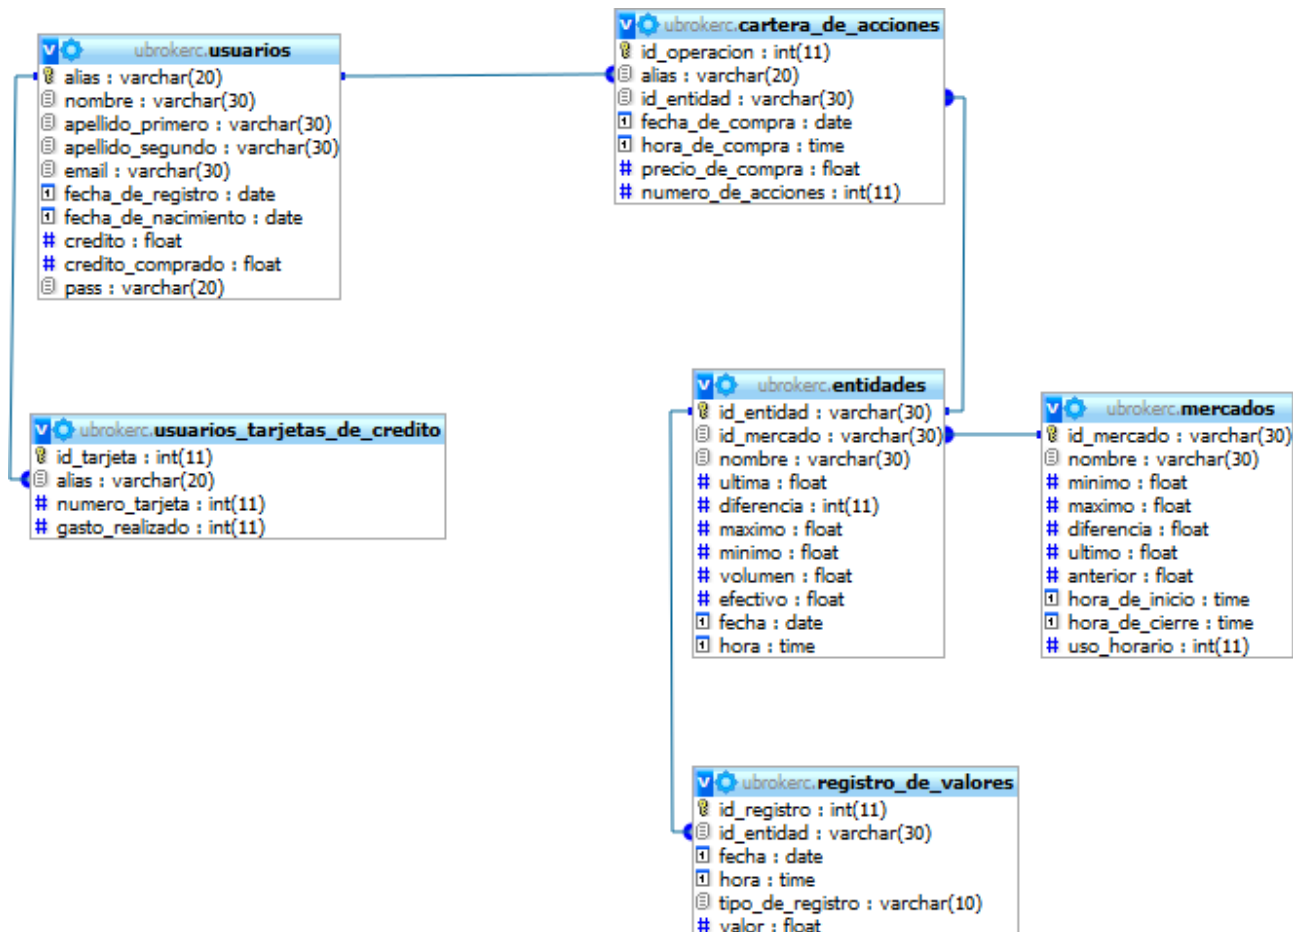 ubrokerc.usuarios
alias : varchar(20)
nombre : varchar(30)
apellido_primero : varchar(30)
apellido_segundo : varchar(30)
email : varchar(30)
fecha_de_registro : date
fecha_de_nacimiento : date
credito : float
credito_comprado : float
pass : varchar(20)
ubrokerc.cartera_de_acciones
id_operacion : int(11)
alias : varchar(20)
id_entidad : varchar(30)
fecha_de_compra : date
hora_de_compra : time
precio_de_compra : float
numero_de_acciones : int(11)
ubrokerc.usuarios_tarjetas_de_credito
id_tarjeta : int(11)
alias : varchar(20)
numero_tarjeta : int(11)
gasto_realizado : int(11)
ubrokerc.entidades
id_entidad : varchar(30)
id_mercado : varchar(30)
nombre : varchar(30)
ultima : float
diferencia : int(11)
maximo : float
minimo : float
volumen : float
efectivo : float
fecha : date
hora : time
ubrokerc.mercados
id_mercado : varchar(30)
nombre : varchar(30)
minimo : float
maximo : float
diferencia : float
ultimo : float
anterior : float
hora_de_inicio : time
hora_de_cierre : time
uso_horario : int(11)
ubrokerc.registro_de_valores
id_registro : int(11)
id_entidad : varchar(30)
fecha : date
hora : time
tipo_de_registro : varchar(10)
valor : float